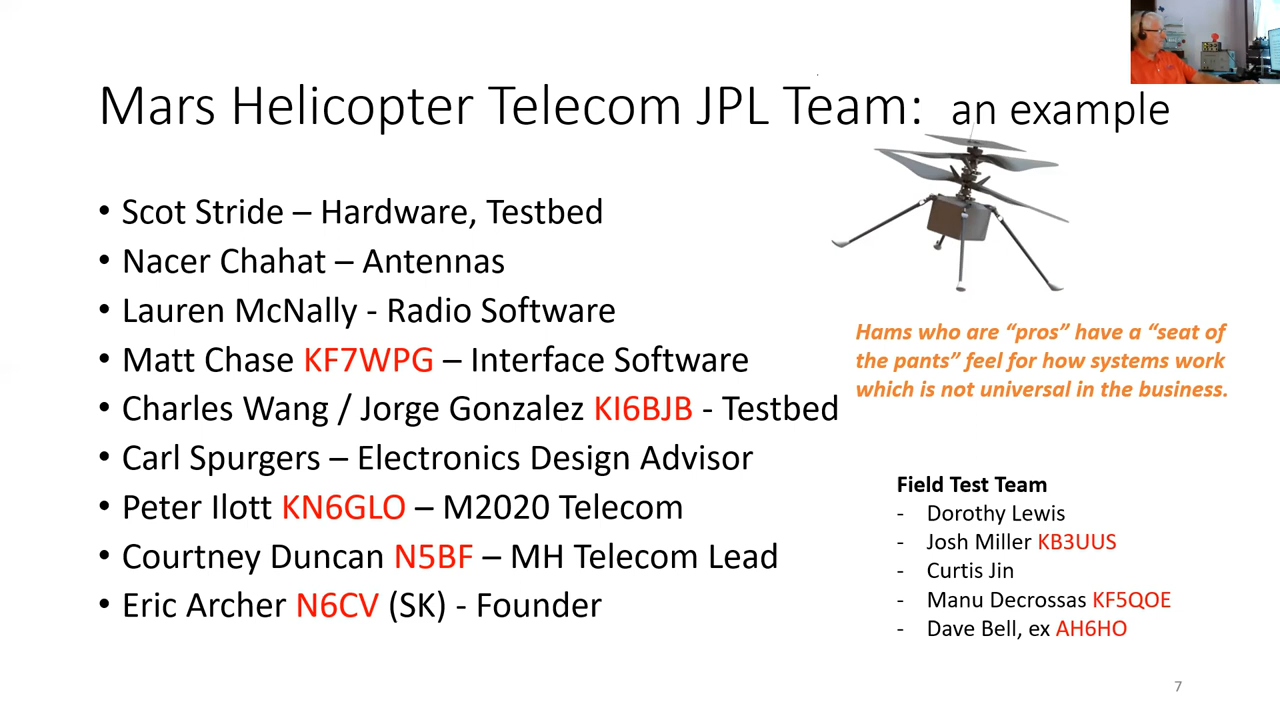 Mars Helicopter Telecom JPL Team: an example
• Scot Stride – Hardware, Testbed
• Nacer Chahat – Antennas
• Lauren McNally - Radio Software
• Matt Chase KF7WPG – Interface Software
• Charles Wang / Jorge Gonzalez KI6BJB - Testbed
• Carl Spurgers – Electronics Design Advisor
• Peter Ilott KN6GLO – M2020 Telecom
• Courtney Duncan N5BF – MH Telecom Lead
• Eric Archer N6CV (SK) - Founder
Hams who are “pros” have a “seat of
the pants” feel for how systems work
which is not universal in the business.
Field Test Team
- Dorothy Lewis
- Josh Miller KB3UUS
- Curtis Jin
- Manu Decrossas KF5QOE
- Dave Bell, ex AH6HO
7